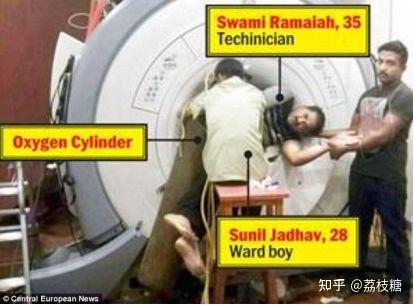 Swami Ramaiah, 35
Techinician
Oxygen Cylinder
Sunil Jadhav, 28
Ward boy
© Central European News
知乎 @荔枝糖